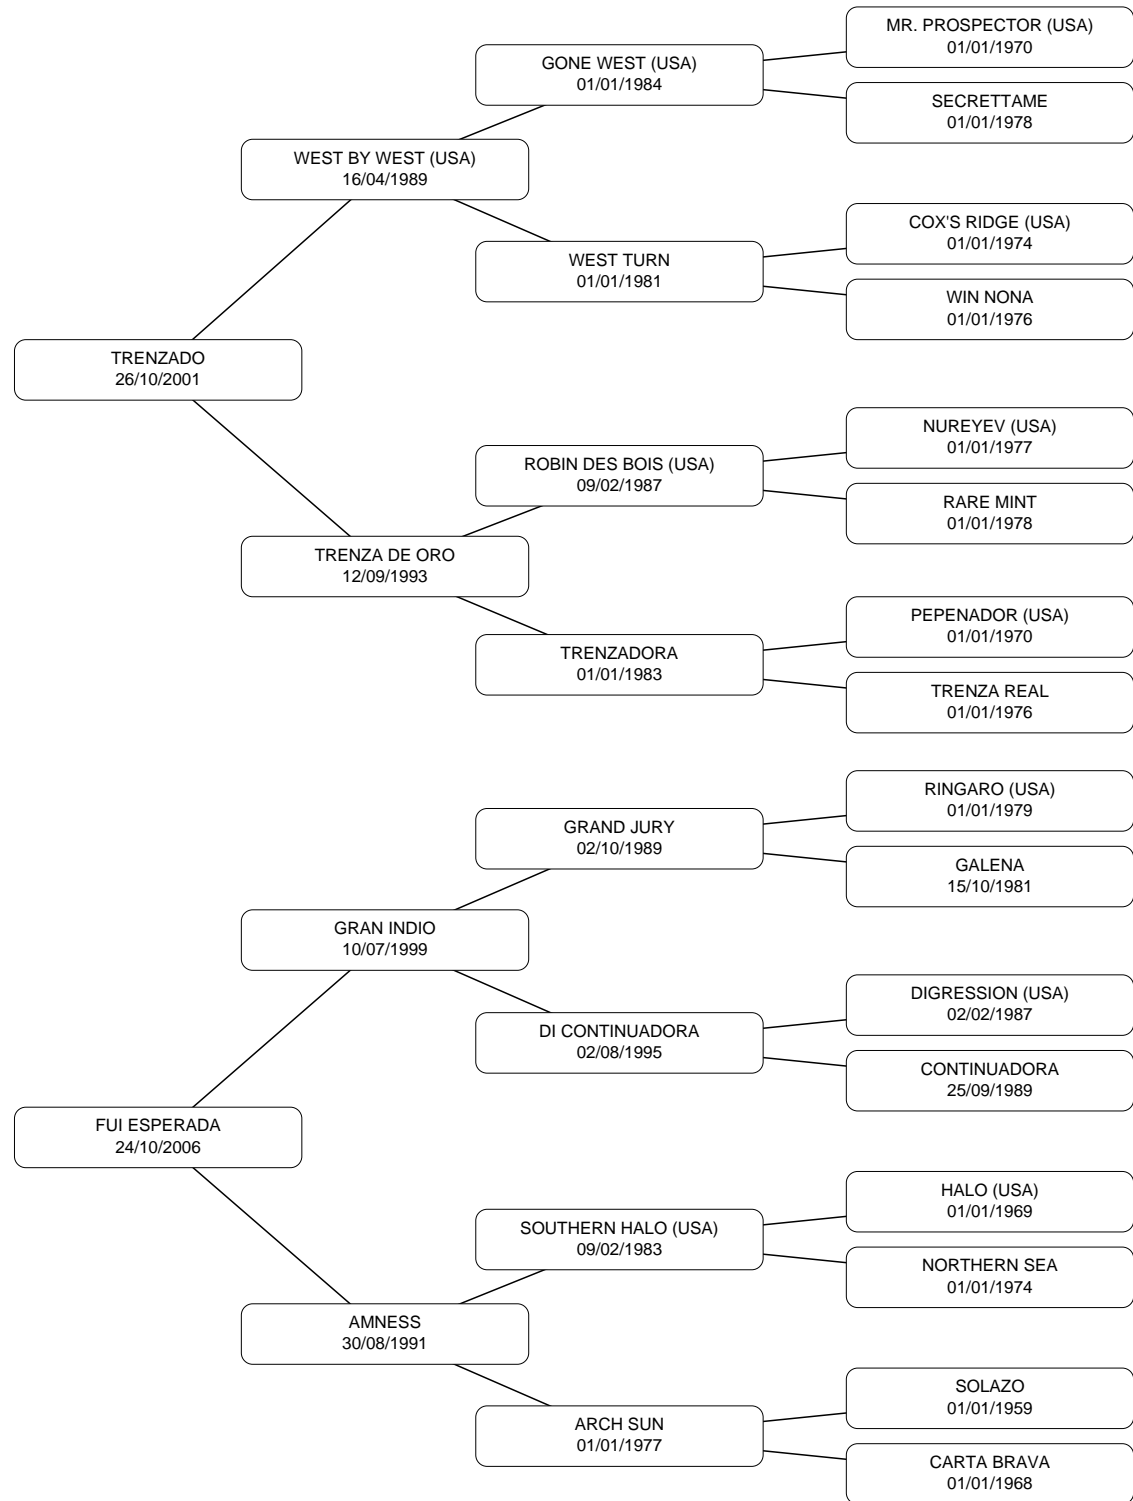 MR. PROSPECTOR (USA)
01/01/1970
GONE WEST (USA)
01/01/1984
SECRETTAME
01/01/1978
WEST BY WEST (USA)
16/04/1989
COX'S RIDGE (USA)
01/01/1974
WEST TURN
01/01/1981
WIN NONA
01/01/1976
TRENZADO
26/10/2001
NUREYEV (USA)
01/01/1977
ROBIN DES BOIS (USA)
09/02/1987
RARE MINT
01/01/1978
TRENZA DE ORO
12/09/1993
PEPENADOR (USA)
01/01/1970
TRENZADORA
01/01/1983
TRENZA REAL
01/01/1976
RINGARO (USA)
01/01/1979
GRAND JURY
02/10/1989
GALENA
15/10/1981
GRAN INDIO
10/07/1999
DIGRESSION (USA)
02/02/1987
DI CONTINUADORA
02/08/1995
CONTINUADORA
25/09/1989
FUI ESPERADA
24/10/2006
HALO (USA)
01/01/1969
SOUTHERN HALO (USA)
09/02/1983
NORTHERN SEA
01/01/1974
AMNESS
30/08/1991
SOLAZO
01/01/1959
ARCH SUN
01/01/1977
CARTA BRAVA
01/01/1968